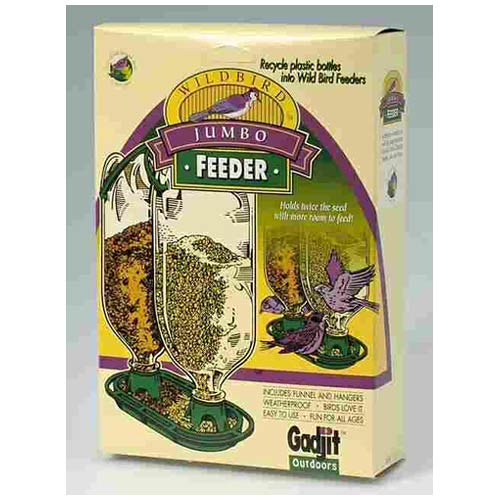 Recycle plastic bottles
into Wild Bird Feeders
WILDBIRD
JUMBO
· FEEDER ·
Holds twice the seed
with more room to feed!
INCLUDES FUNNEL AND HANGERS
WEATHERPROOF · BIRDS LOVE IT
EASY TO USE · FUN FOR ALL AGES
Gadjit™
Outdoors